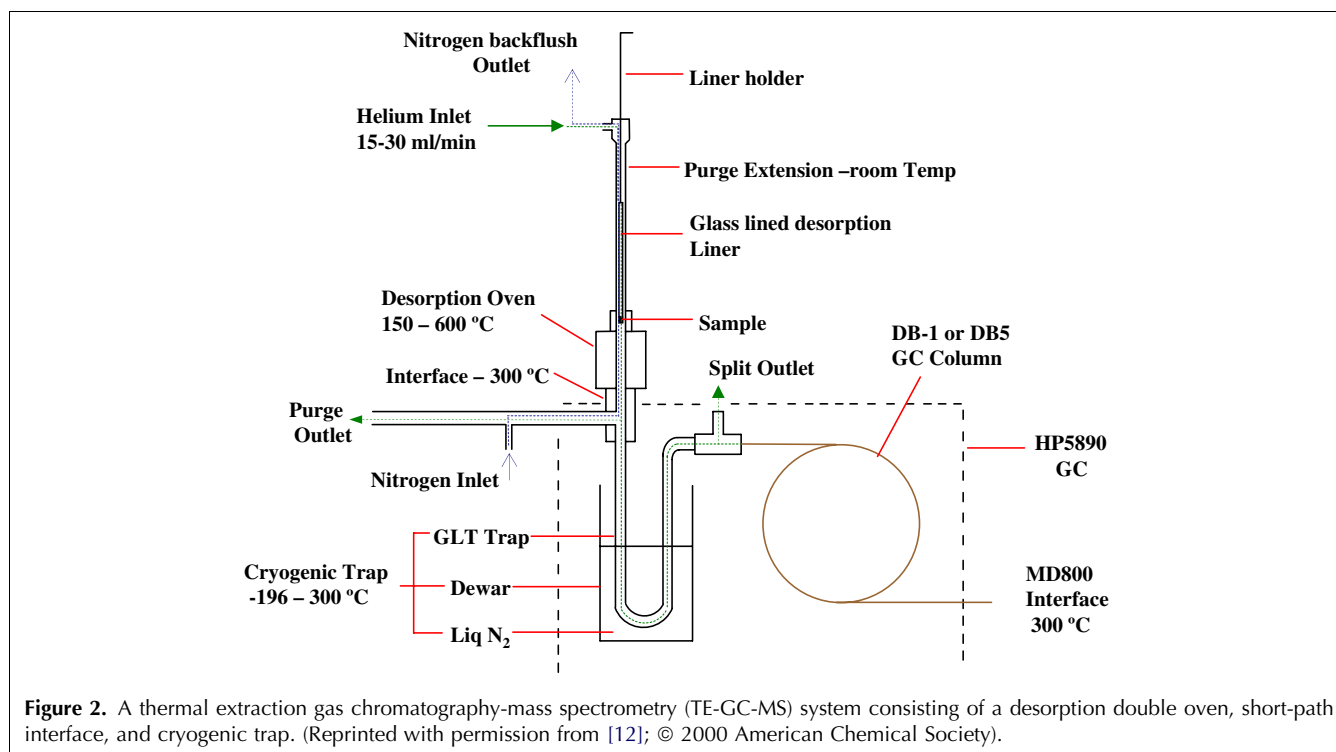 Nitrogen backflush
Outlet
Liner holder
Helium Inlet
15-30 ml/min
Purge Extension –room Temp
Glass lined desorption
Liner
Desorption Oven
150 – 600 ºC
Sample
DB-1 or DB5
GC Column
Split Outlet
Interface – 300 ºC
Purge
Outlet
HP5890
GC
Nitrogen Inlet
GLT Trap
Cryogenic Trap
-196 – 300 ºC
Dewar
MD800
Interface
300 ºC
Liq N2
Figure 2. A thermal extraction gas chromatography-mass spectrometry (TE-GC-MS) system consisting of a desorption double oven, short-path
interface, and cryogenic trap. (Reprinted with permission from [12]; © 2000 American Chemical Society).